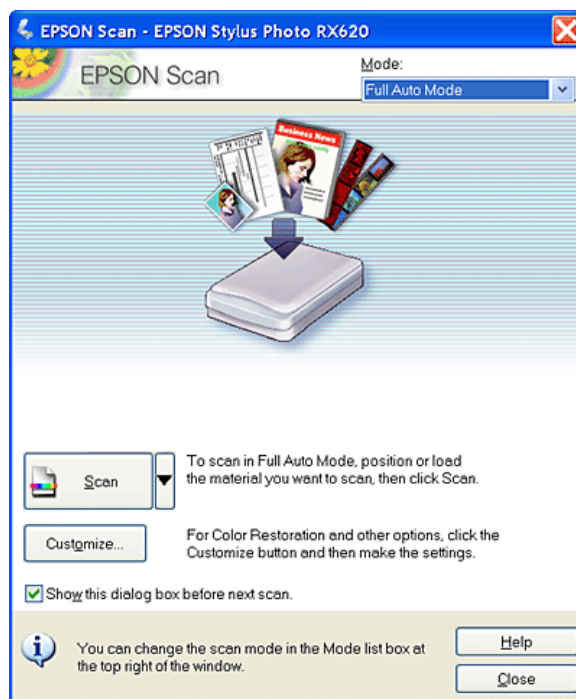 EPSON Scan - EPSON Stylus Photo RX620
EPSON Scan
Mode:
Full Auto Mode
Business News
Scan
To scan in Full Auto Mode, position or load
the material you want to scan, then click Scan.
Customize...
For Color Restoration and other options, click the
Customize button and then make the settings.
Show this dialog box before next scan.
You can change the scan mode in the Mode list box at
the top right of the window.
Help
Close